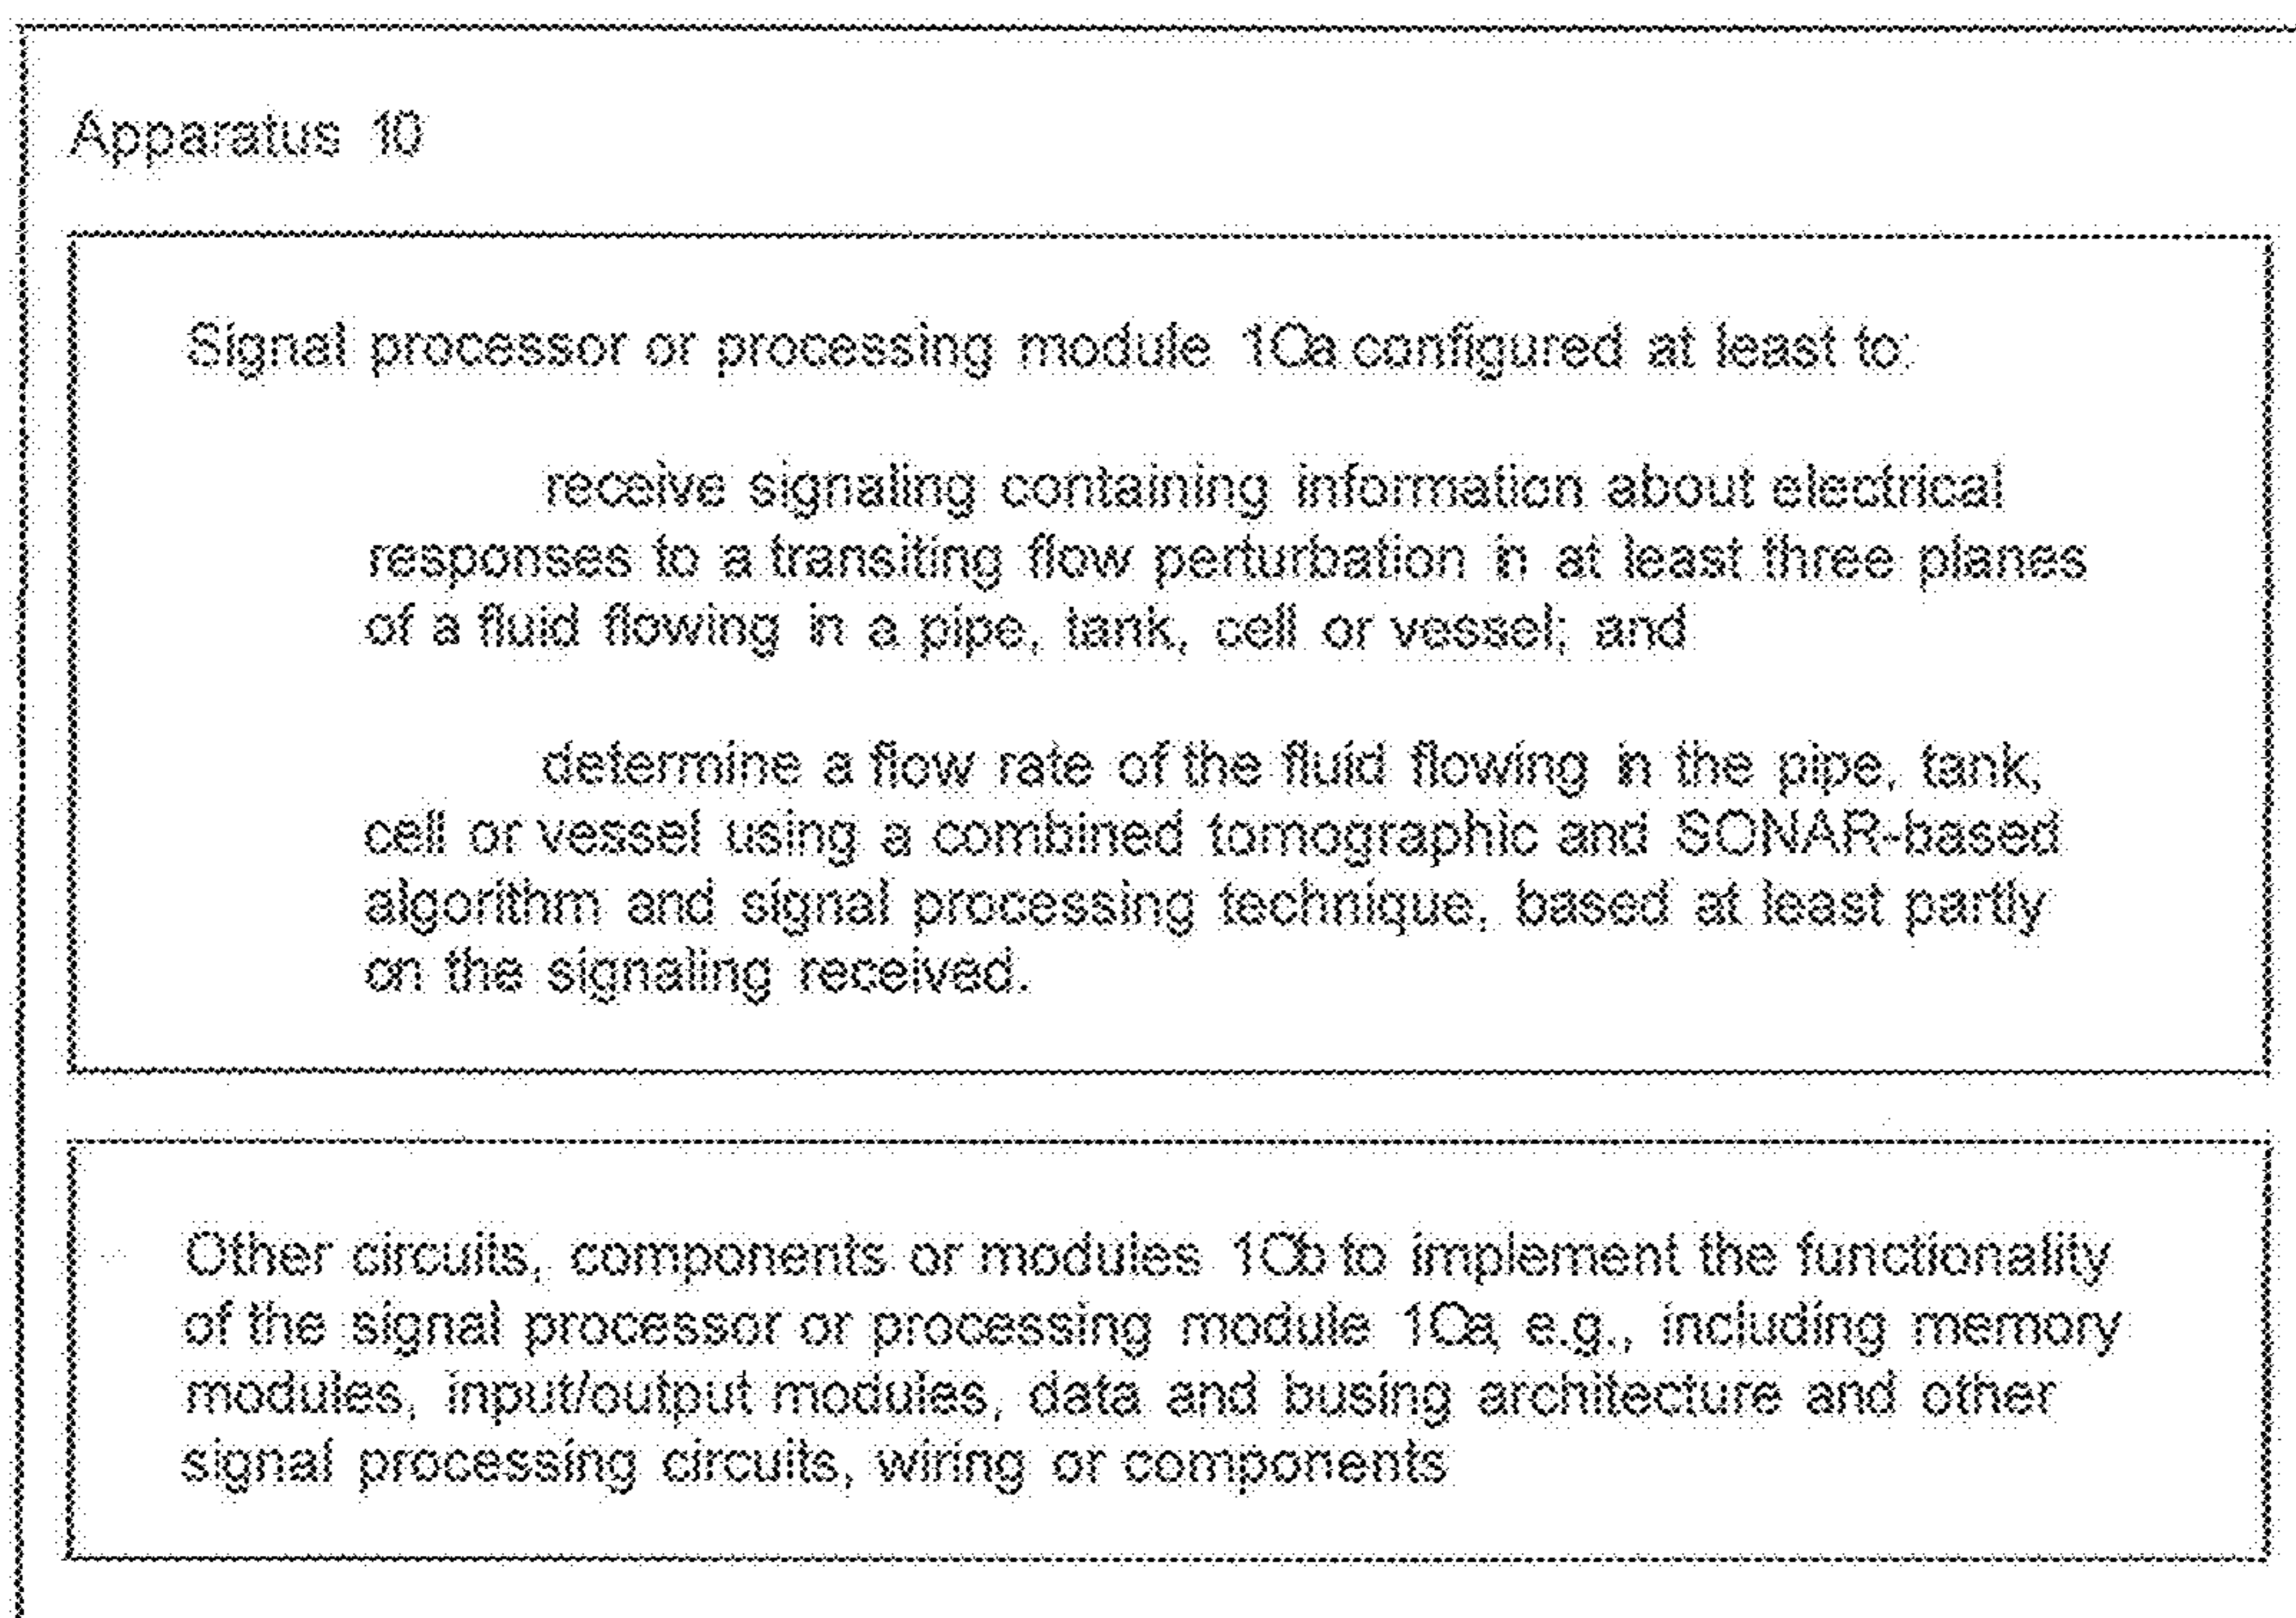 Apparatus 10
Signal processor or processing module 10a configured at least to:
receive signaling containing information about electrical
responses to a transiting flow perturbation in at least three planes
of a fluid flowing in a pipe, tank, cell or vessel; and
determine a flow rate of the fluid flowing in the pipe, tank,
cell or vessel using a combined tomographic and SONAR-based
algorithm and signal processing technique, based at least partly
on the signaling received.
Other circuits, components or modules 10b to implement the functionality
of the signal processor or processing module 10a, e.g., including memory
modules, input/output modules, data and busing architecture and other
signal processing circuits, wiring or components